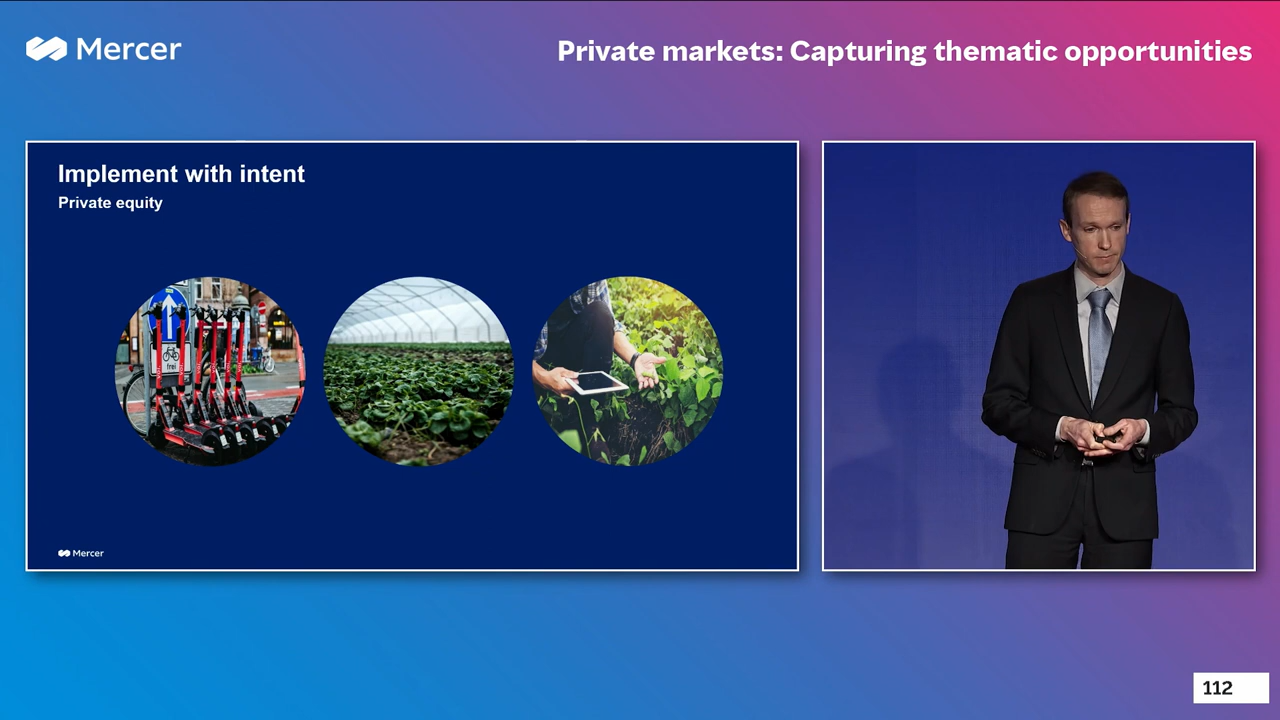 Mercer
Private markets: Capturing thematic opportunities
Implement with intent
Private equity
frei
Mercer
112